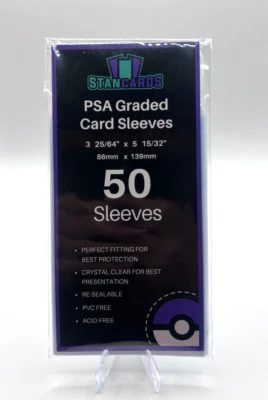 STANCARDS
PSA Graded
Card Sleeves
3 25/64" x 5 15/32"
86mm x 139mm
50
Sleeves
• PERFECT FITTING FOR
BEST PROTECTION
• CRYSTAL CLEAR FOR BEST
PRESENTATION
• RE-SEALABLE
• PVC FREE
• ACID FREE